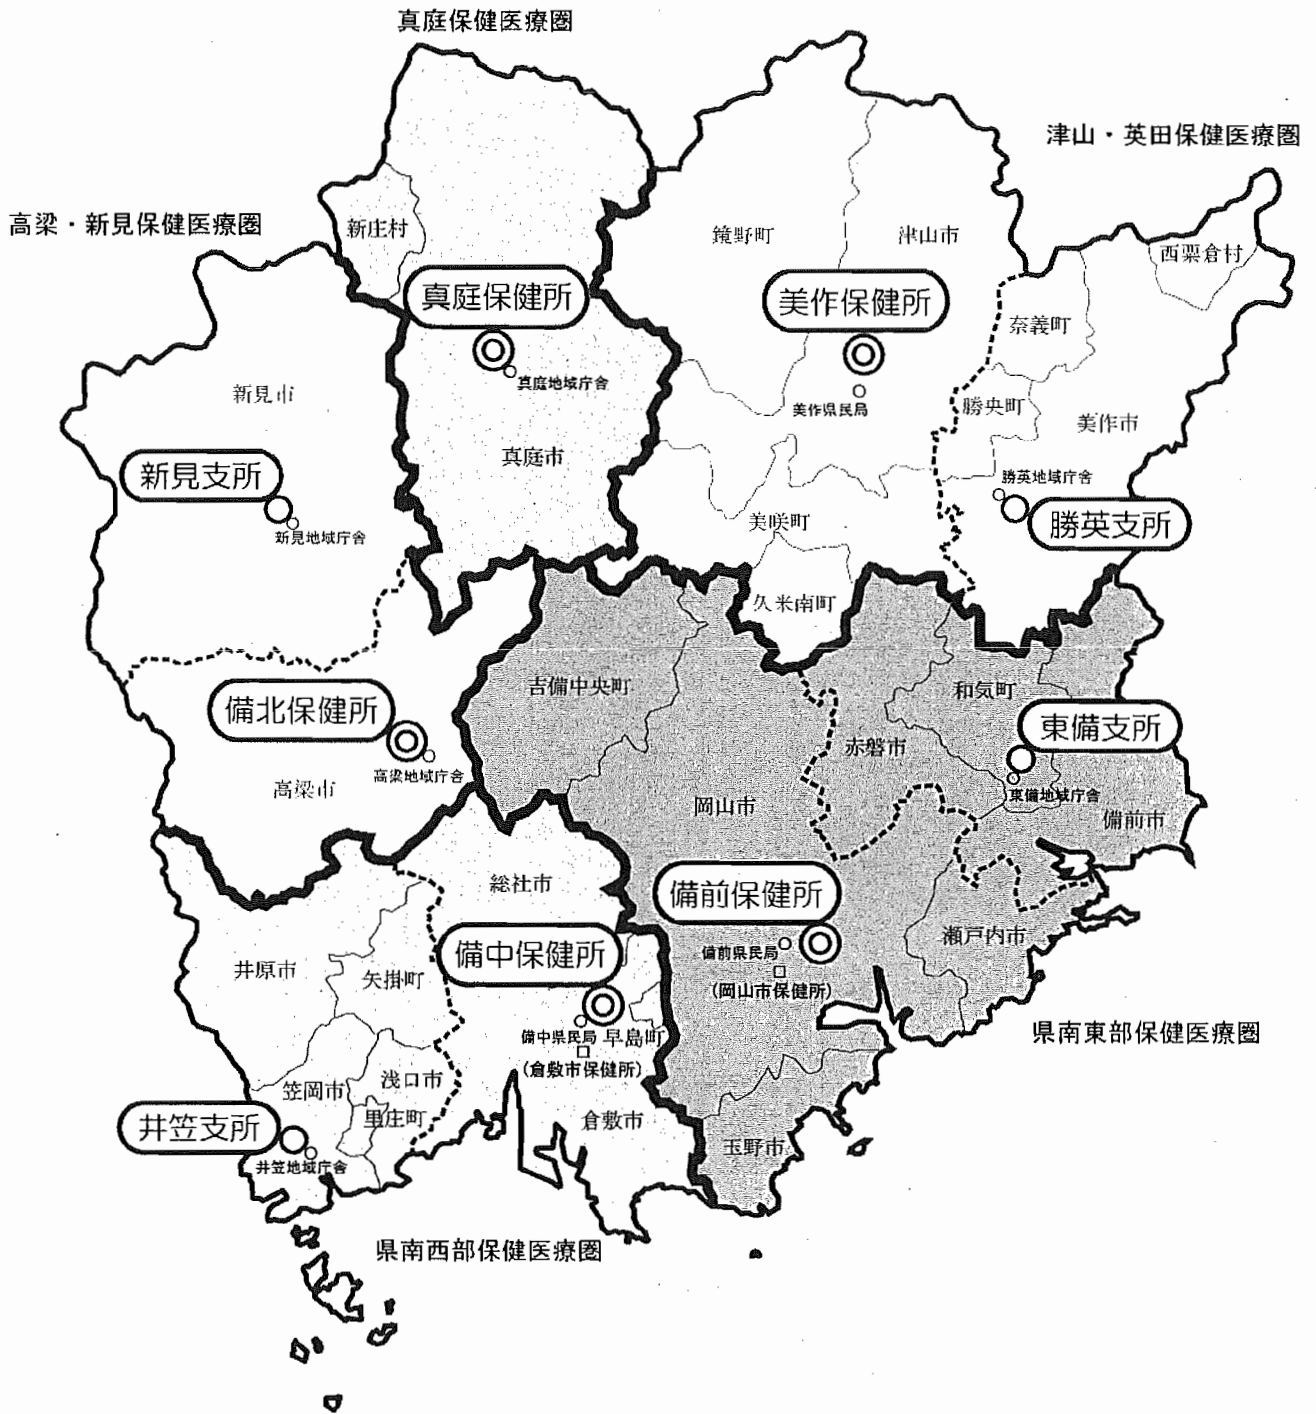 真庭保健医療圏
津山・英田保健医療圏
高梁・新見保健医療圏
新庄村
鏡野町
津山市
西粟倉村
真庭保健所
美作保健所
奈義町
真庭地域庁舎
新見市
美作県民局
勝央町
美作市
真庭市
新見支所
勝英地域庁舎
新見地域庁舎
美咲町
勝英支所
久米南町
吉備中央町
和気町
備北保健所
東備支所
赤磐市
高梁地域庁舎
高梁市
東備地域庁舎
岡山市
備前市
総社市
備前保健所
備中保健所
瀬戸内市
井原市
矢掛町
備前県民局
(岡山市保健所)
備中県民局
早島町
県南東部保健医療圏
(倉敷市保健所)
浅口市
笠岡市
里庄町
倉敷市
井笠支所
玉野市
井笠地域庁舎
県南西部保健医療圏